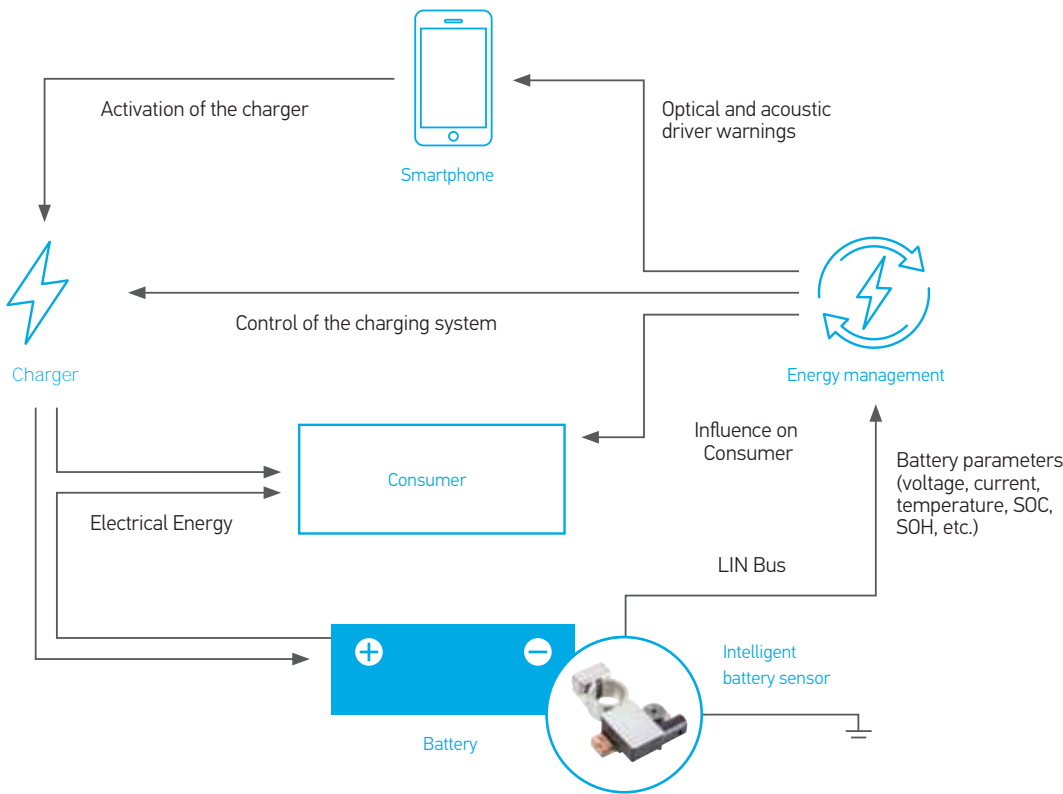 Activation of the charger
Optical and acoustic
driver warnings
Smartphone
Control of the charging system
Charger
Energy management
Influence on
Consumer
Consumer
Battery parameters
(voltage, current,
temperature, SOC,
SOH, etc.)
Electrical Energy
LIN Bus
Intelligent
battery sensor
Battery